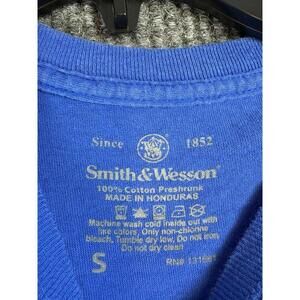 Since 1852
Smith & Wesson
100% Cotton Preshrunk
MADE IN HONDURAS
Machine wash cold inside out with
like colors, Only non-chlorine
bleach, Tumble dry low, Do not iron,
Do not dry clean
S